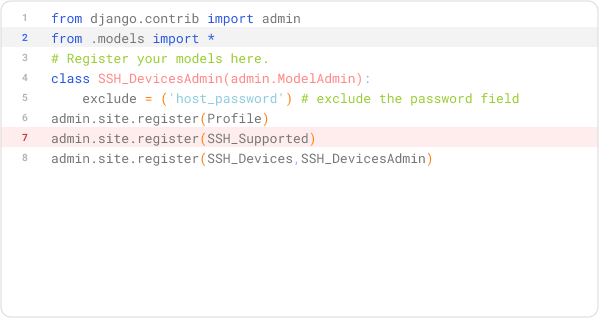 1 from django.contrib import admin
2 from .models import *
3 # Register your models here.
4 class SSH_DevicesAdmin(admin.ModelAdmin):
5     exclude = ('host_password') # exclude the password field
6 admin.site.register(Profile)
7 admin.site.register(SSH_Supported)
8 admin.site.register(SSH_Devices,SSH_DevicesAdmin)